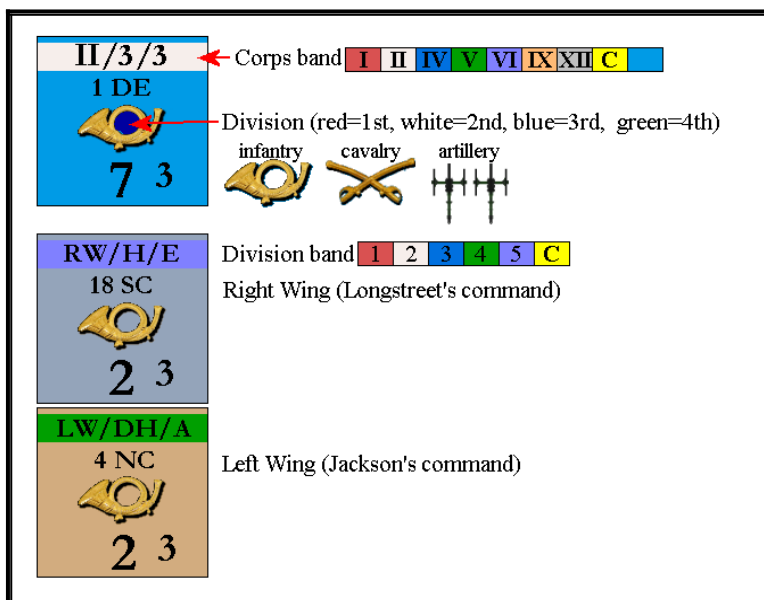 II/3/3
Corps band I II IV V VI IX XII C
1 DE
Division (red=1st, white=2nd, blue=3rd, green=4th)
infantry cavalry artillery
7 3
RW/H/E
Division band 1 2 3 4 5 C
18 SC
Right Wing (Longstreet's command)
2 3
LW/DH/A
4 NC
Left Wing (Jackson's command)
2 3